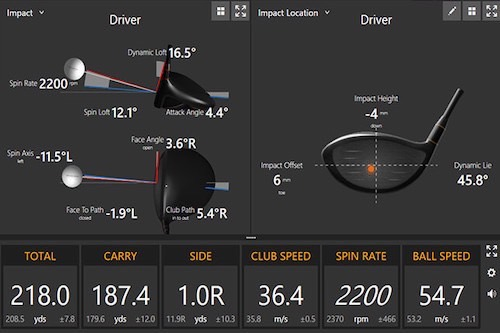 Impact
Driver
Dynamic Loft 16.5°
Spin Rate 2200 rpm
Spin Loft 12.1°
Attack Angle 4.4°
Face Angle 3.6°R
open
Spin Axis -11.5°L
left
Face To Path -1.9°L
closed
Club Path 5.4°R
in to out
Impact Location
Driver
Impact Height
-4 mm
down
Impact Offset
6 mm
toe
Dynamic Lie
45.8°
TOTAL
218.0
208.5 yds ±7.8
CARRY
187.4
179.6 yds ±12.0
SIDE
1.0R
11.9R yds ±10.3
CLUB SPEED
36.4
35.8 m/s ±0.5
SPIN RATE
2200
2370 rpm ±466
BALL SPEED
54.7
53.2 m/s ±1.1